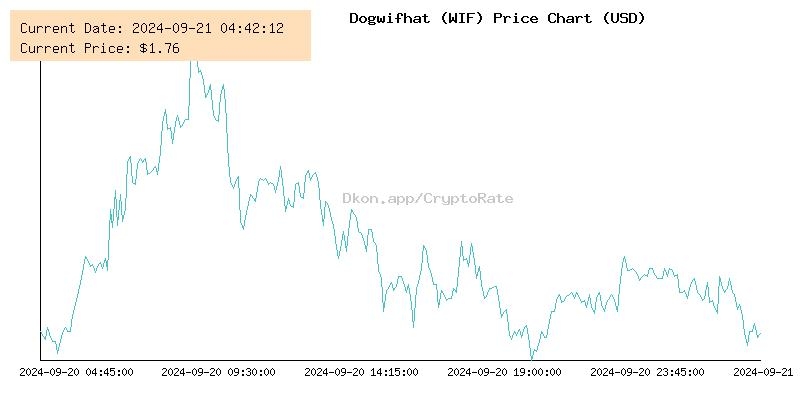 Dogwifhat (WIF) Price Chart (USD)
Current Date: 2024-09-21 04:42:12
Current Price: $1.76
Dkon.app/CryptoRate
2024-09-20 04:45:00 2024-09-20 09:30:00 2024-09-20 14:15:00 2024-09-20 19:00:00 2024-09-20 23:45:00 2024-09-21